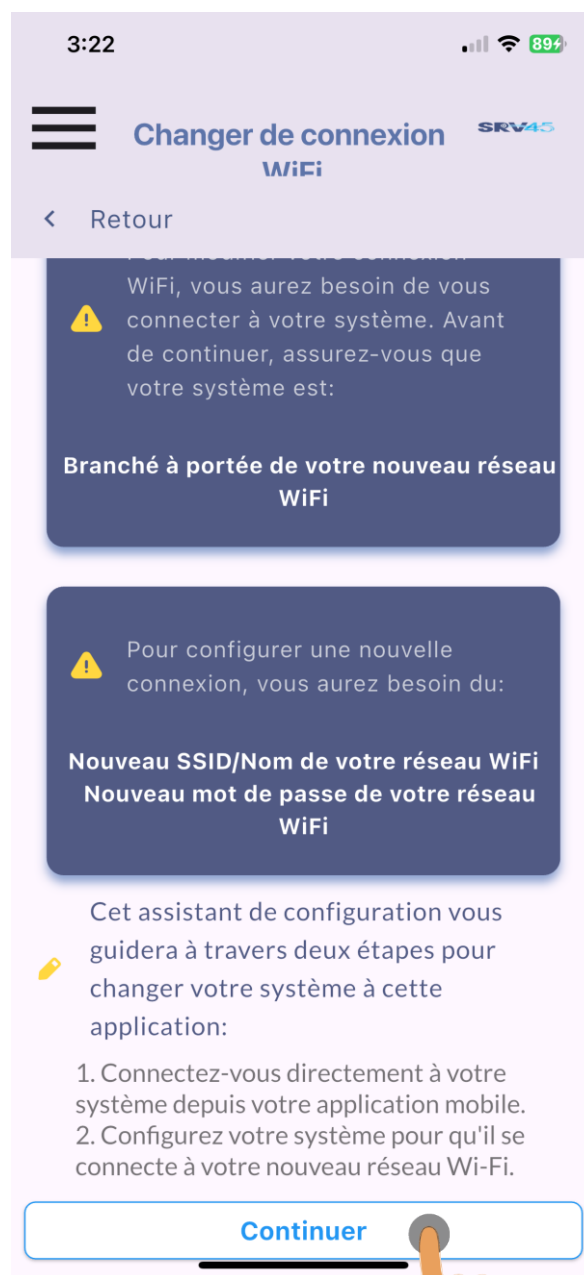 3:22
89
Changer de connexion
SRV45
WiFi
Retour
Pour modifier votre connexion
WiFi, vous aurez besoin de vous
connecter à votre système. Avant
de continuer, assurez-vous que
votre système est:
Branché à portée de votre nouveau réseau
WiFi
Pour configurer une nouvelle
connexion, vous aurez besoin du:
Nouveau SSID/Nom de votre réseau WiFi
Nouveau mot de passe de votre réseau
WiFi
Cet assistant de configuration vous
guidera à travers deux étapes pour
changer votre système à cette
application:
1. Connectez-vous directement à votre
système depuis votre application mobile.
2. Configurez votre système pour qu'il se
connecte à votre nouveau réseau Wi-Fi.
Continuer